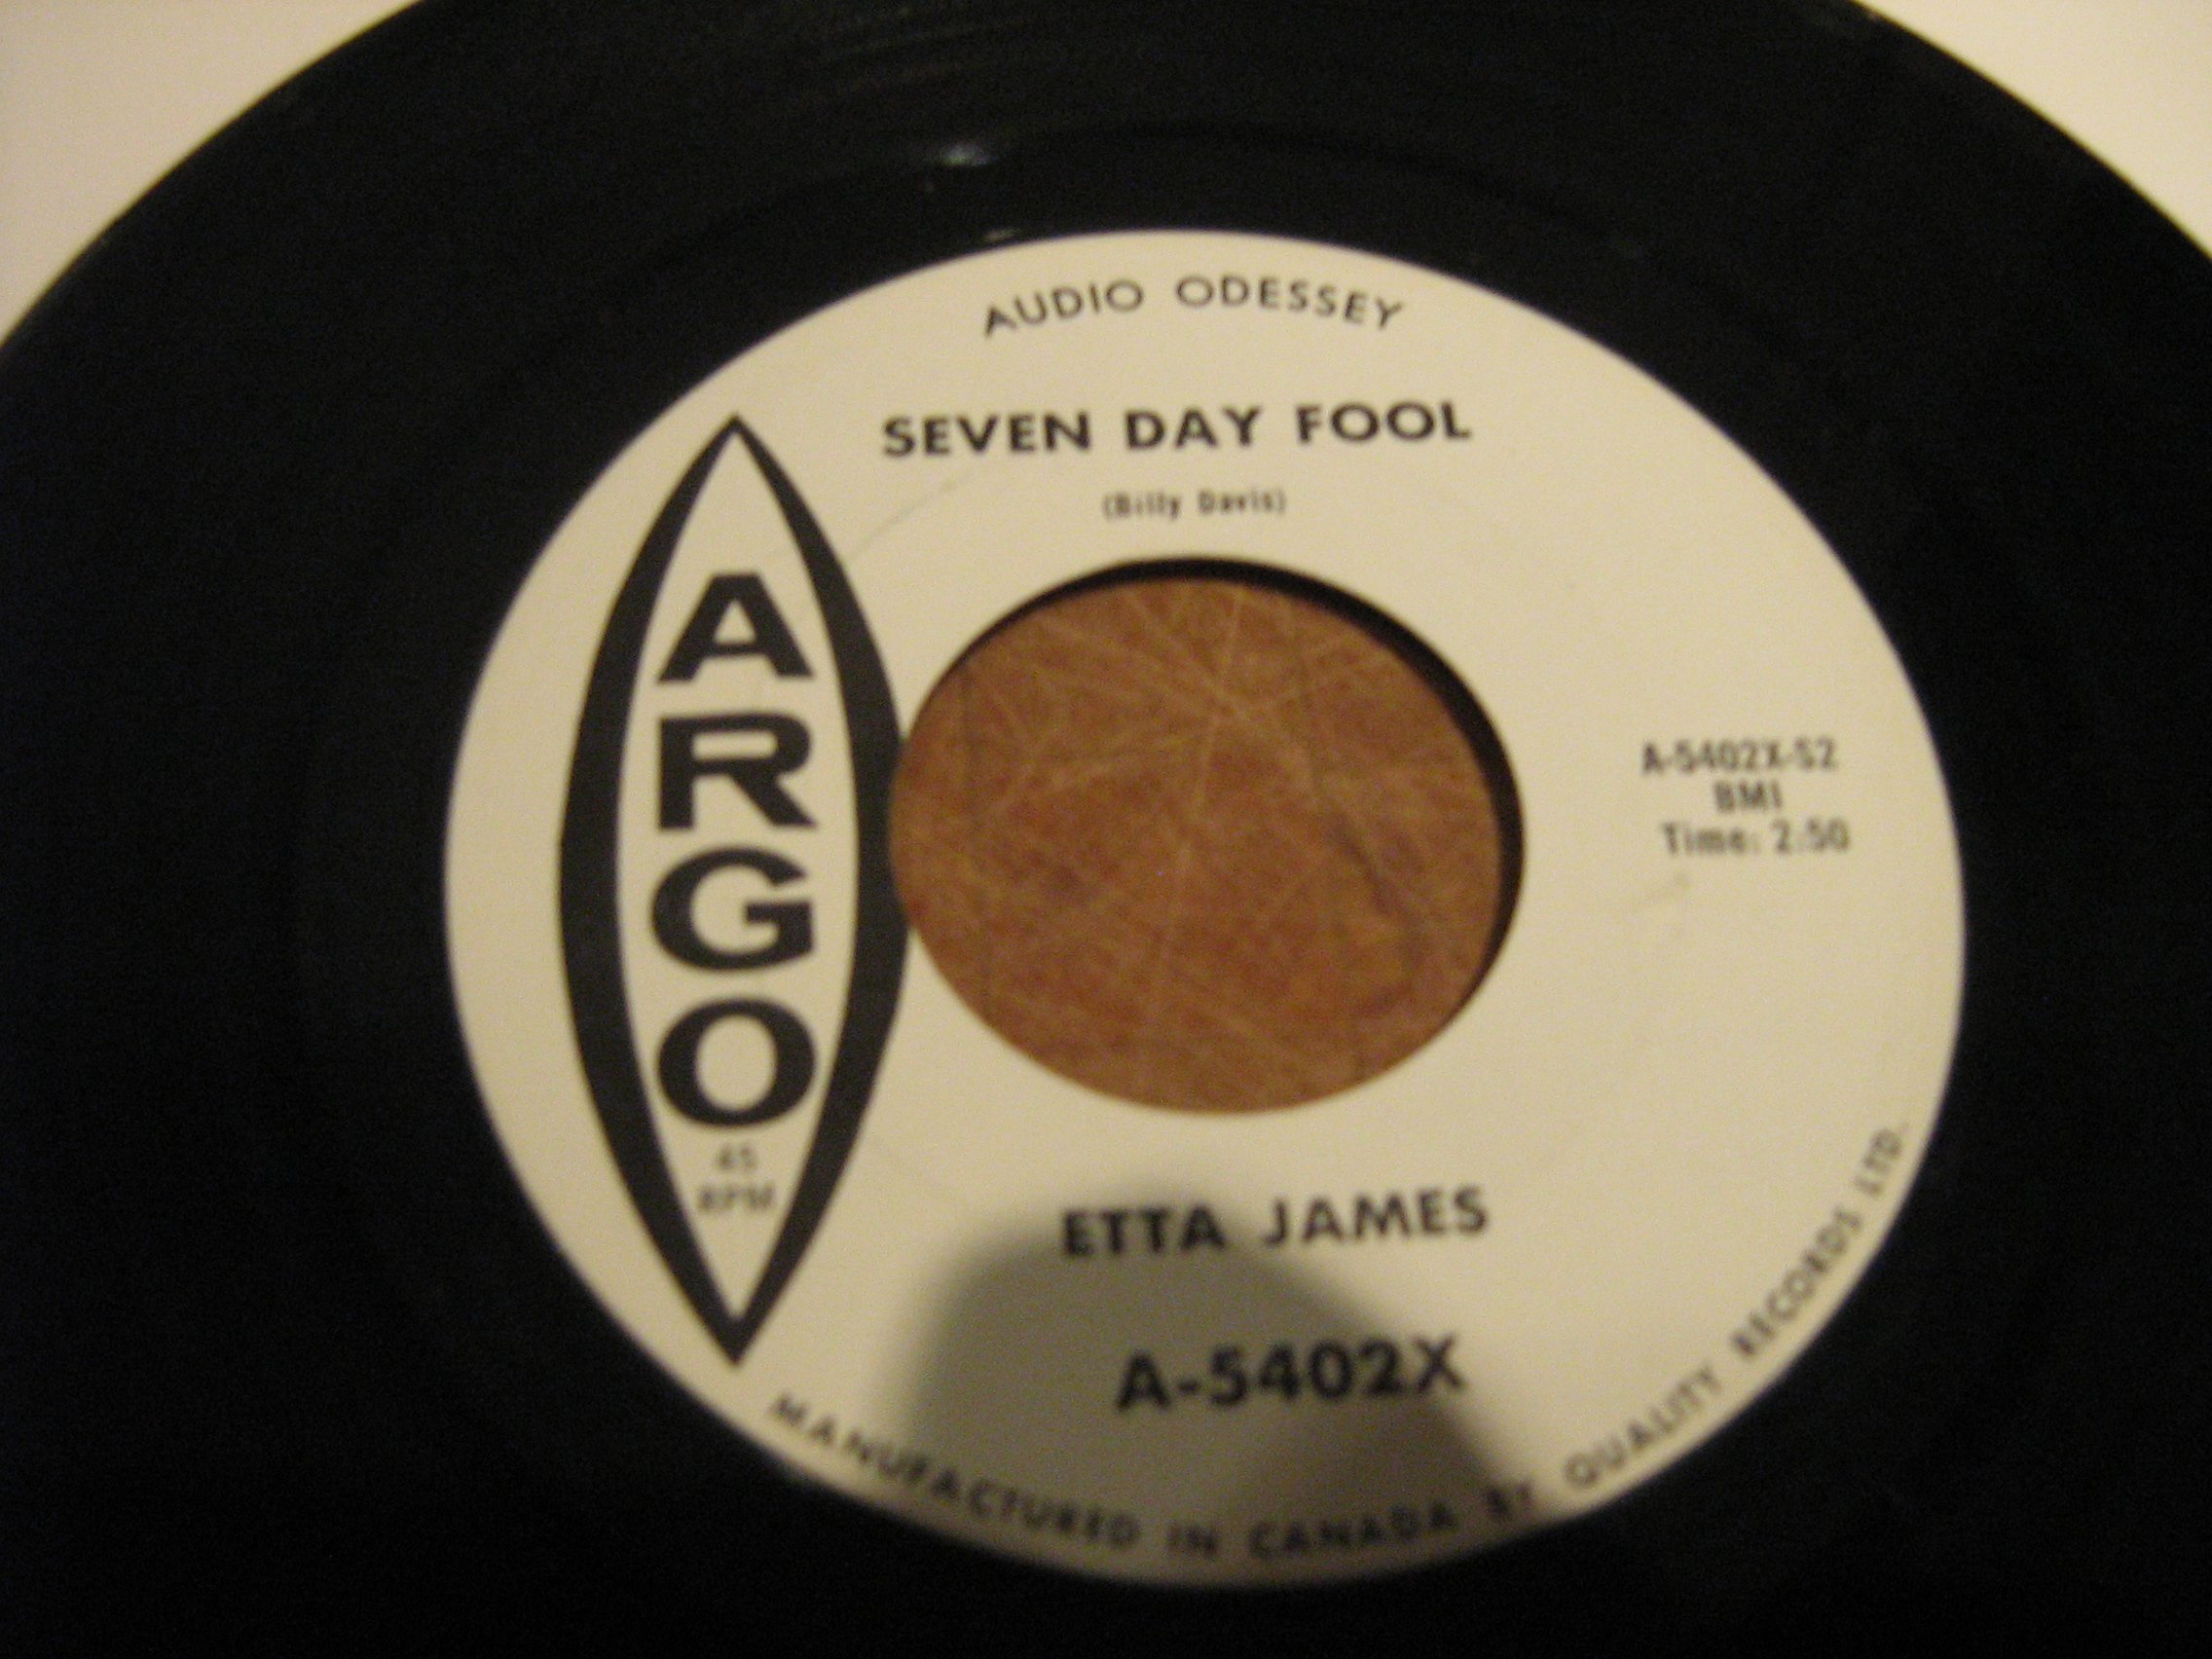 AUDIO ODESSEY
SEVEN DAY FOOL
(Billy Davis)
ARGO
45
RPM
A-5402X-S2
BMI
Time: 2:50
ETTA JAMES
A-5402X
MANUFACTURED IN CANADA BY QUALITY RECORDS LTD.